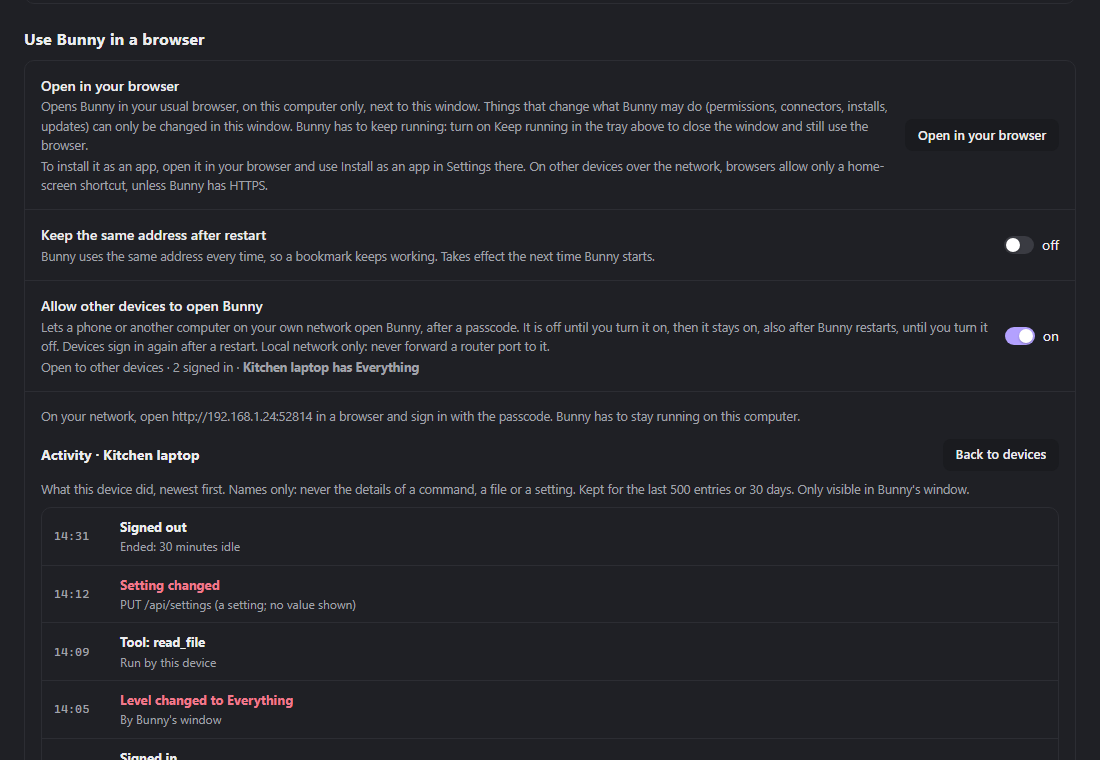 Use Bunny in a browser
Open in your browser
Opens Bunny in your usual browser, on this computer only, next to this window. Things that change what Bunny may do (permissions, connectors, installs,
updates) can only be changed in this window. Bunny has to keep running: turn on Keep running in the tray above to close the window and still use the
browser.
To install it as an app, open it in your browser and use Install as an app in Settings there. On other devices over the network, browsers allow only a home-
screen shortcut, unless Bunny has HTTPS.
Open in your browser
Keep the same address after restart
Bunny uses the same address every time, so a bookmark keeps working. Takes effect the next time Bunny starts.
off
Allow other devices to open Bunny
Lets a phone or another computer on your own network open Bunny, after a passcode. It is off until you turn it on, then it stays on, also after Bunny restarts, until you turn it
off. Devices sign in again after a restart. Local network only: never forward a router port to it.
Open to other devices · 2 signed in · Kitchen laptop has Everything
on
On your network, open http://192.168.1.24:52814 in a browser and sign in with the passcode. Bunny has to stay running on this computer.
Activity · Kitchen laptop
Back to devices
What this device did, newest first. Names only: never the details of a command, a file or a setting. Kept for the last 500 entries or 30 days. Only visible in Bunny's window.
14:31
Signed out
Ended: 30 minutes idle
14:12
Setting changed
PUT /api/settings (a setting; no value shown)
14:09
Tool: read_file
Run by this device
14:05
Level changed to Everything
By Bunny's window
Signed in